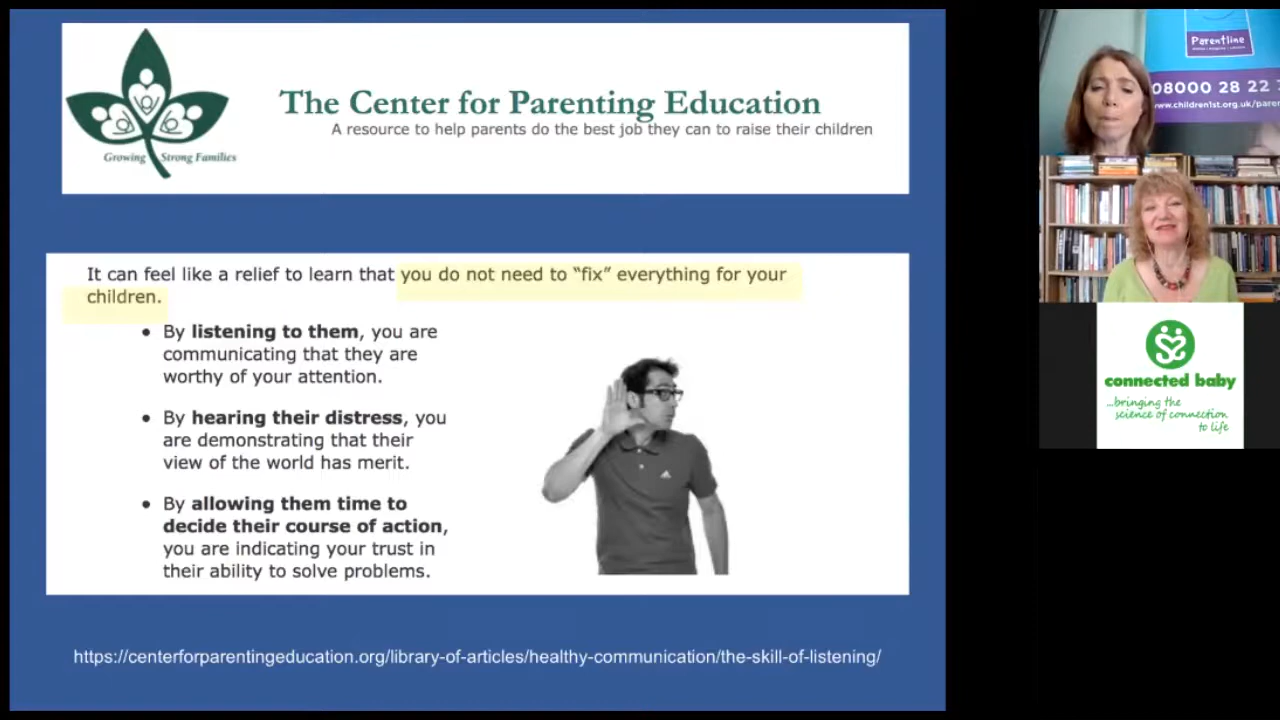 The Center for Parenting Education
A resource to help parents do the best job they can to raise their children
Growing Strong Families
It can feel like a relief to learn that you do not need to “fix” everything for your
children.
• By listening to them, you are
communicating that they are
worthy of your attention.
• By hearing their distress, you
are demonstrating that their
view of the world has merit.
• By allowing them time to
decide their course of action,
you are indicating your trust in
their ability to solve problems.
https://centerforparentingeducation.org/library-of-articles/healthy-communication/the-skill-of-listening/
Parentline
08000 28 22
www.children1st.org.uk/paren
connected baby
...bringing the
science of connection
to life